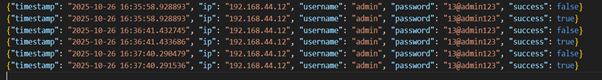 {"timestamp": "2025-10-26 16:35:58.928893", "ip": "192.168.44.12", "username": "admin", "password": "13@admin123", "success": false}
{"timestamp": "2025-10-26 16:35:58.928893", "ip": "192.168.44.12", "username": "admin", "password": "13@admin123", "success": true}
{"timestamp": "2025-10-26 16:36:41.432745", "ip": "192.168.44.12", "username": "admin", "password": "13@admin123", "success": false}
{"timestamp": "2025-10-26 16:36:41.433686", "ip": "192.168.44.12", "username": "admin", "password": "13@admin123", "success": true}
{"timestamp": "2025-10-26 16:37:40.290479", "ip": "192.168.44.12", "username": "admin", "password": "13@admin123", "success": false}
{"timestamp": "2025-10-26 16:37:40.291536", "ip": "192.168.44.12", "username": "admin", "password": "13@admin123", "success": true}